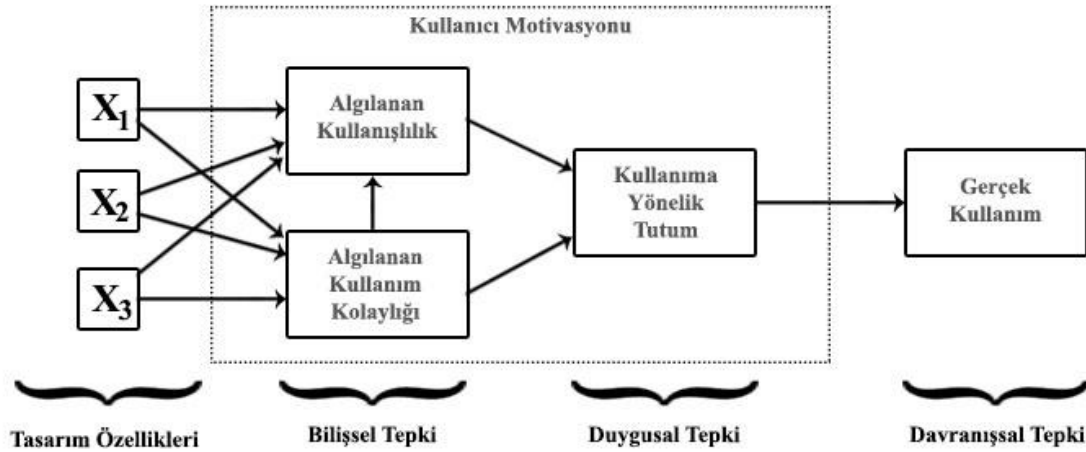 Kullanıcı Motivasyonu
X1
X2
X3
Algılanan
Kullanışlılık
Algılanan
Kullanım
Kolaylığı
Kullanıma
Yönelik
Tutum
Gerçek
Kullanım
Tasarım Özellikleri
Bilişsel Tepki
Duygusal Tepki
Davranışsal Tepki